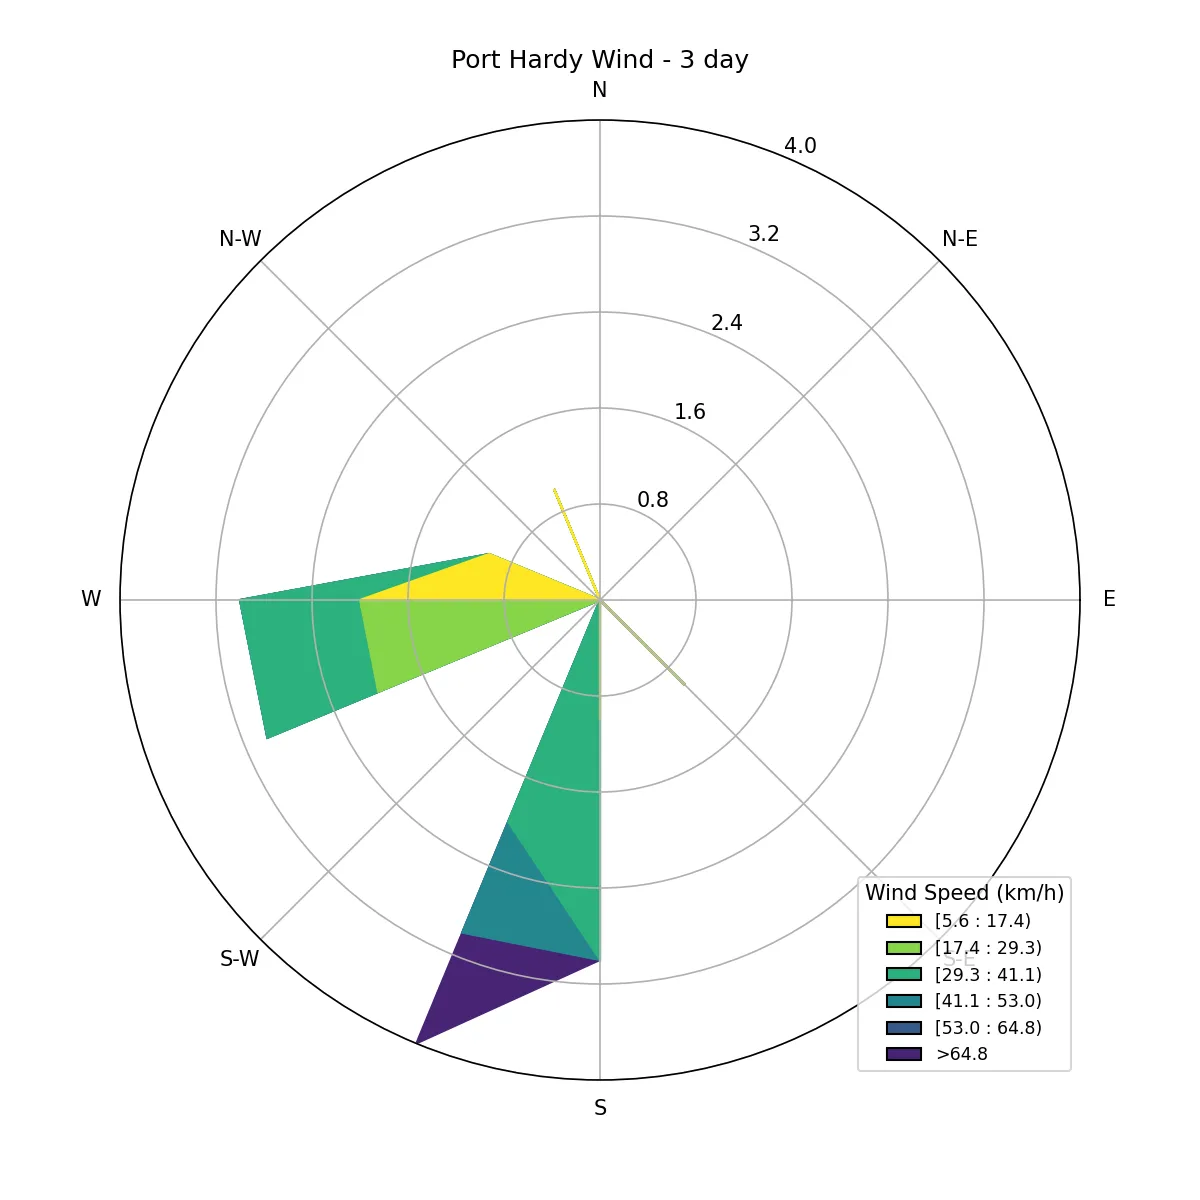 Port Hardy Wind - 3 day
N
4.0
N-W
3.2
N-E
2.4
1.6
0.8
W
E
S-W
S-E
Wind Speed (km/h)
[5.6 : 17.4)
[17.4 : 29.3)
[29.3 : 41.1)
[41.1 : 53.0)
[53.0 : 64.8)
>64.8
S